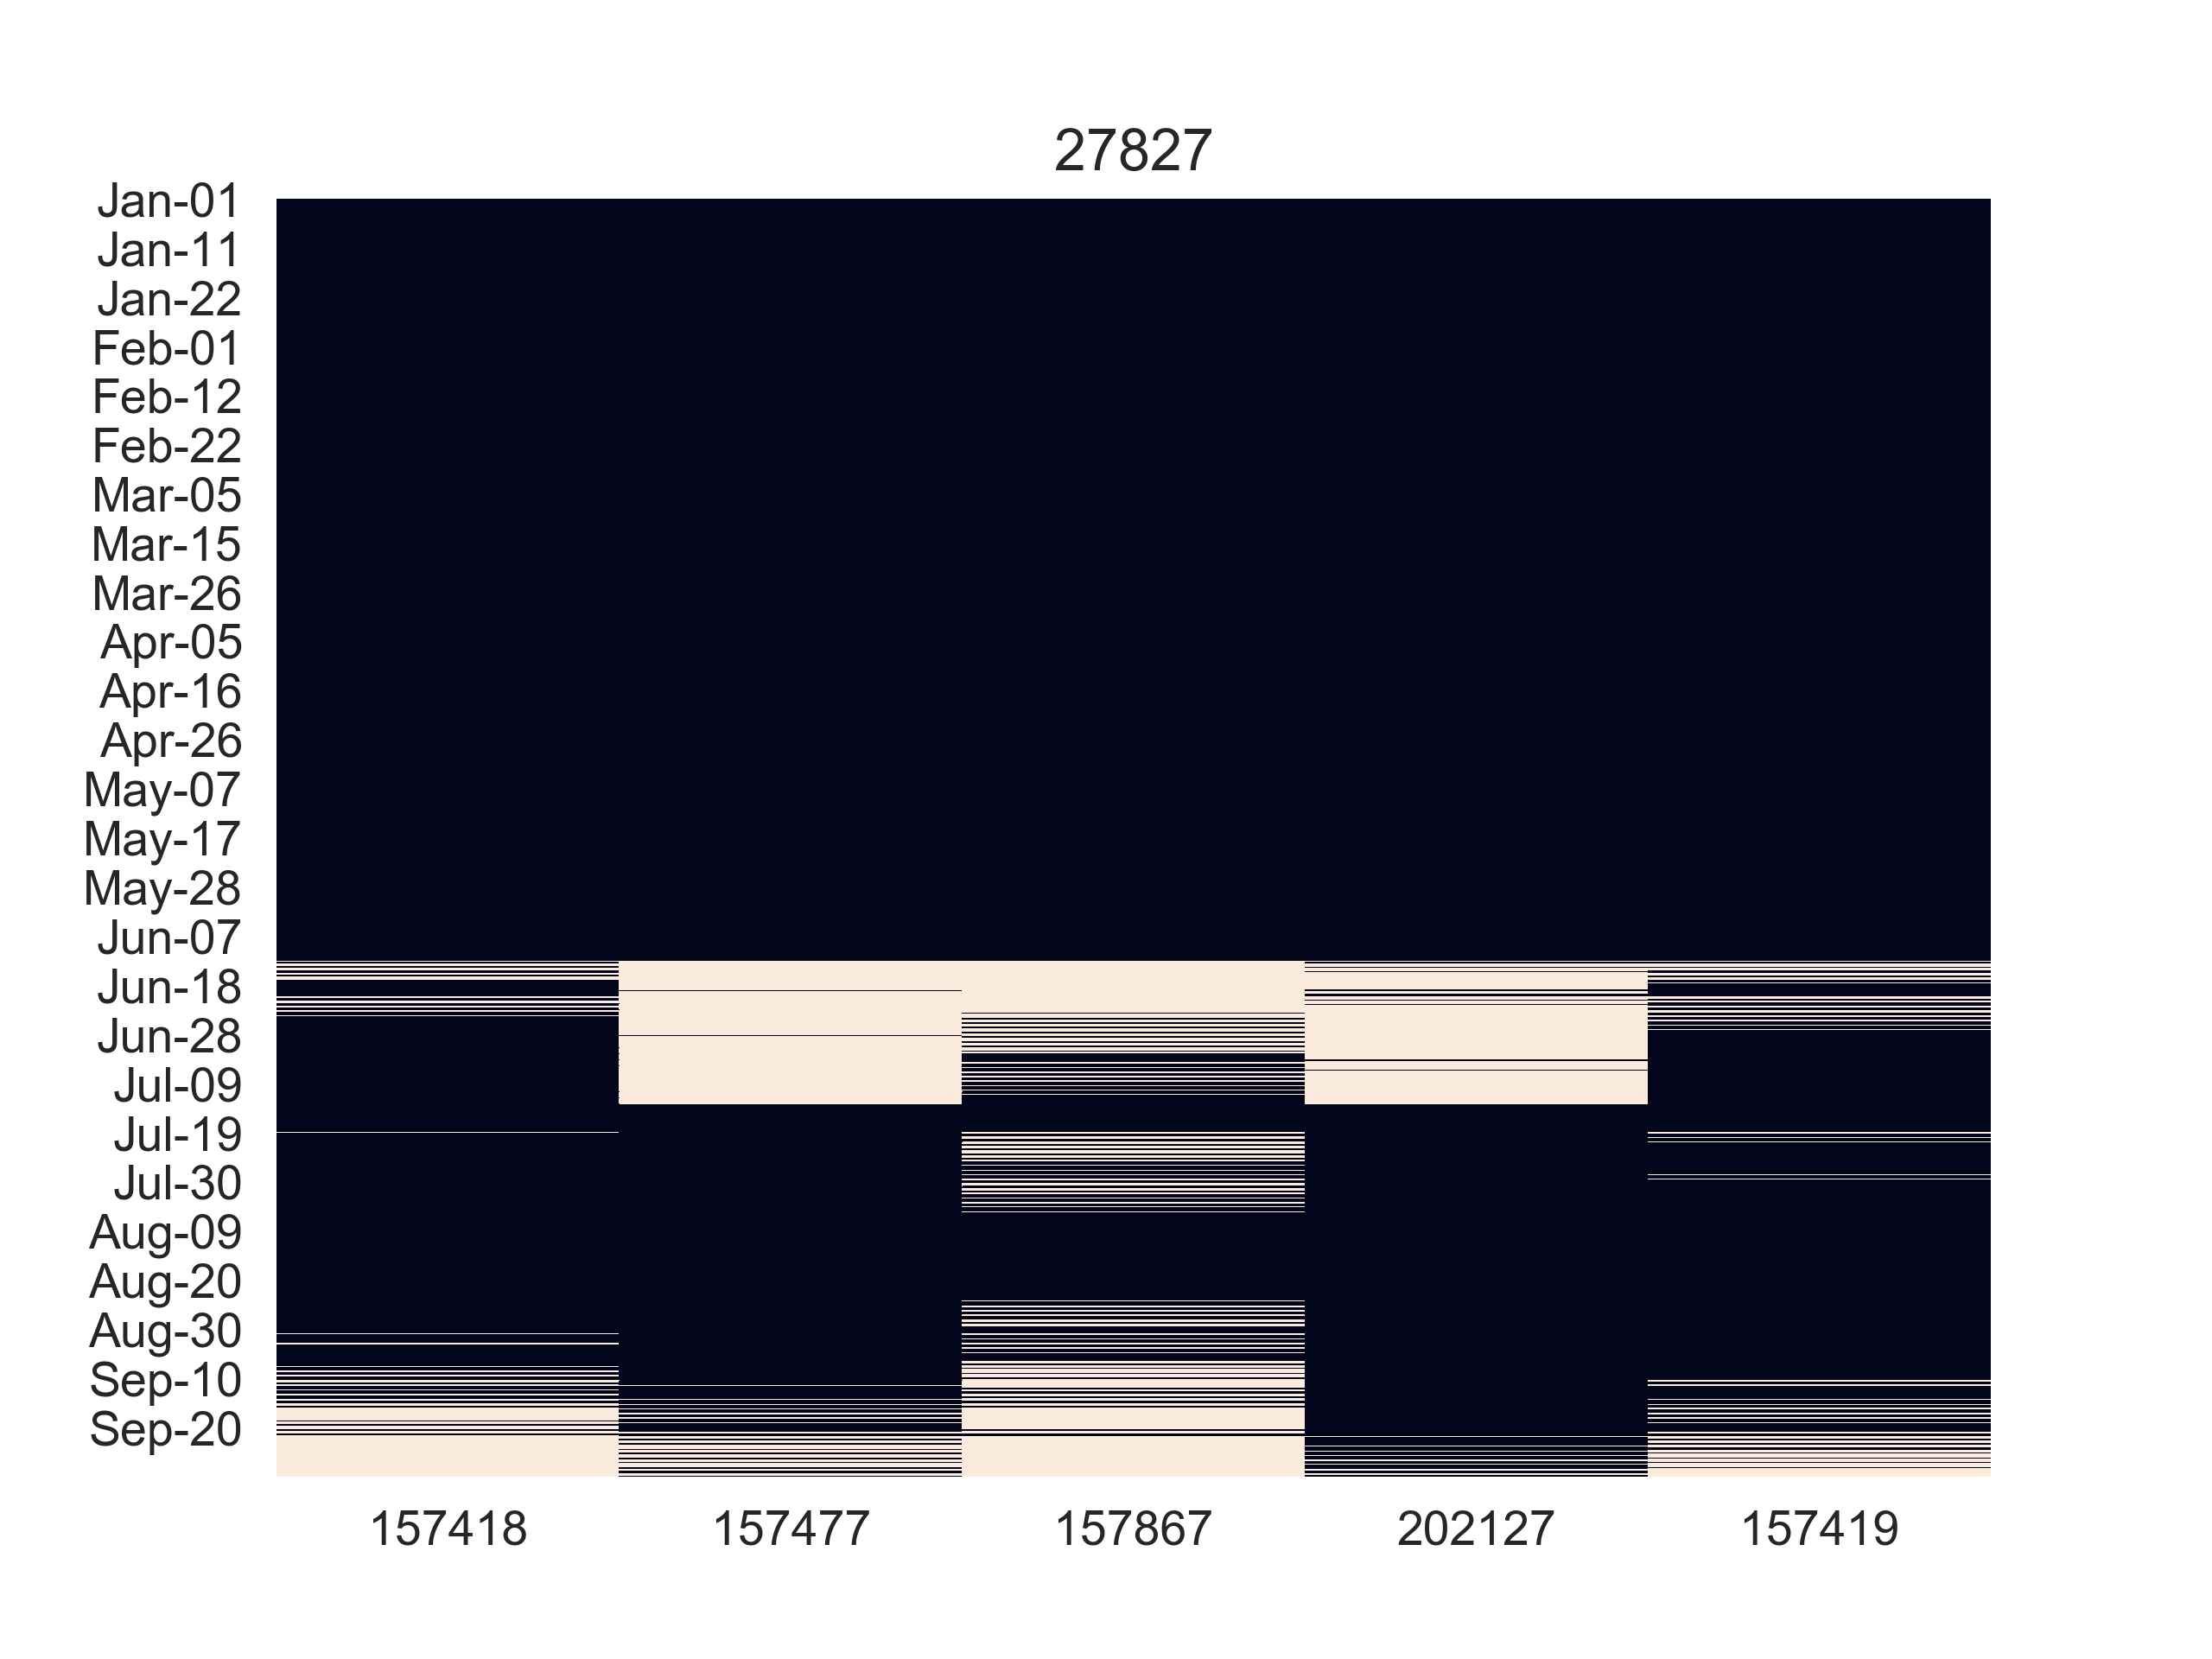 27827
Jan-01
Jan-11
Jan-22
Feb-01
Feb-12
Feb-22
Mar-05
Mar-15
Mar-26
Apr-05
Apr-16
Apr-26
May-07
May-17
May-28
Jun-07
Jun-18
Jun-28
Jul-09
Jul-19
Jul-30
Aug-09
Aug-20
Aug-30
Sep-10
Sep-20
157418 157477 157867 202127 157419